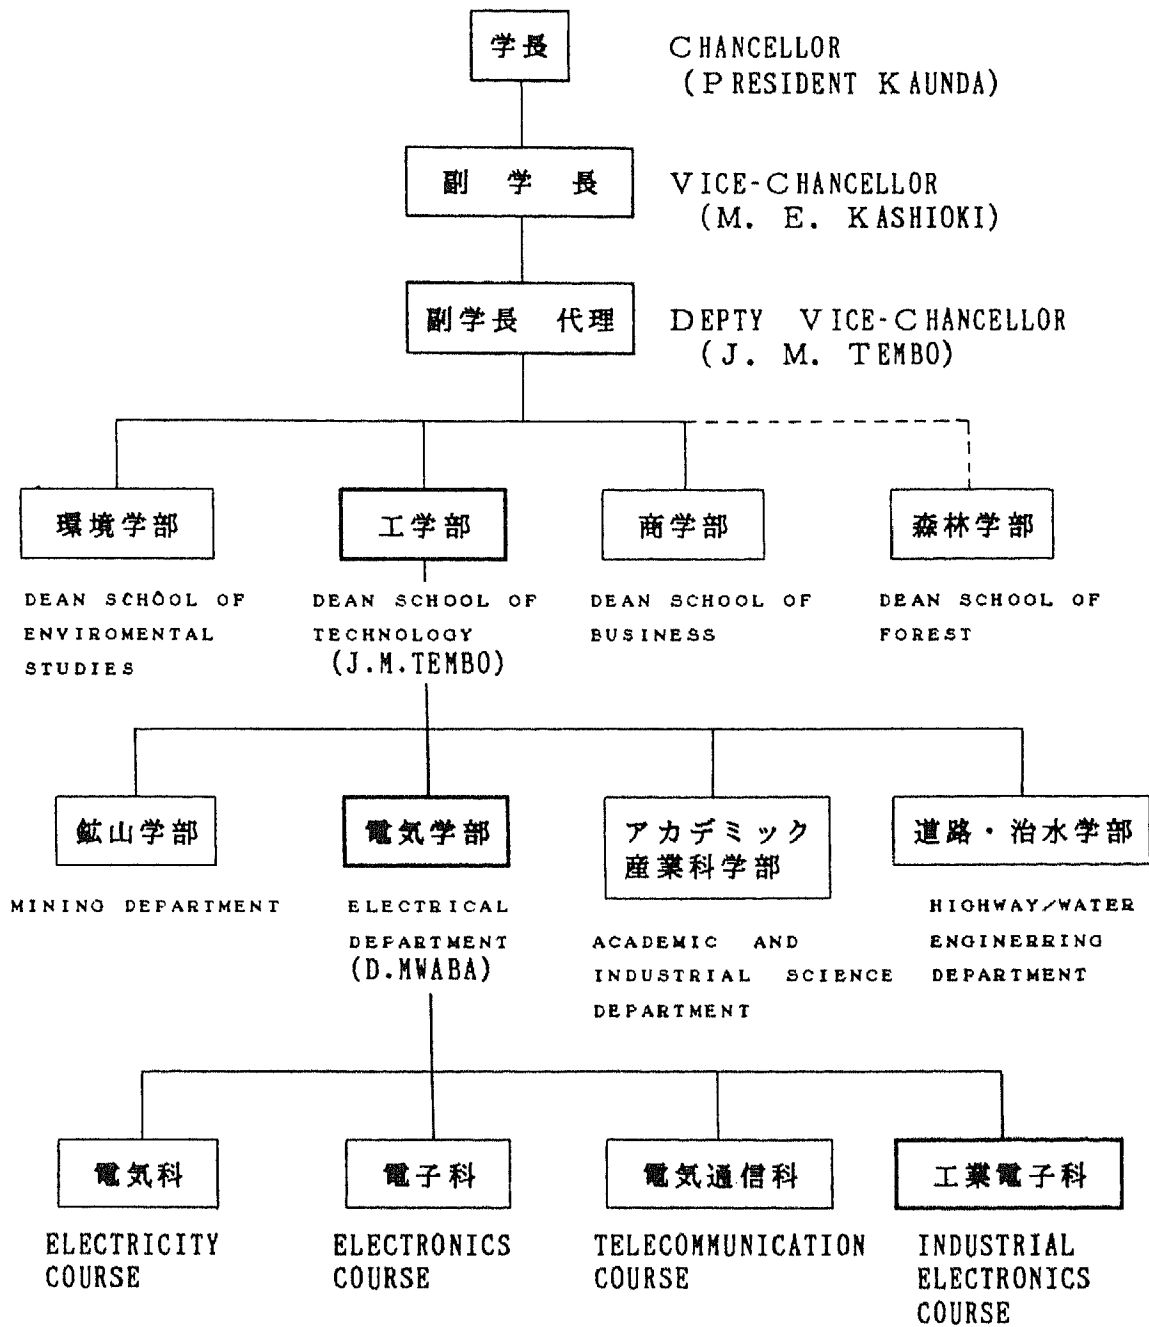 学長
CHANCELLOR
(PRESIDENT KAUNDA)
副 学 長
VICE-CHANCELLOR
(M. E. KASHIOKI)
副学長 代理
DEPTY VICE-CHANCELLOR
(J. M. TEMBO)
環境学部
工学部
商学部
森林学部
DEAN SCHOOL OF
ENVIROMENTAL
STUDIES
DEAN SCHOOL OF
TECHNOLOGY
(J.M.TEMBO)
DEAN SCHOOL OF
BUSINESS
DEAN SCHOOL OF
FOREST
鉱山学部
電気学部
アカデミック
産業科学部
道路・治水学部
MINING DEPARTMENT
ELECTRICAL
DEPARTMENT
(D.MWABA)
ACADEMIC AND
INDUSTRIAL SCIENCE
DEPARTMENT
HIGHWAY/WATER
ENGINERRING
DEPARTMENT
電気科
電子科
電気通信科
工業電子科
ELECTRICITY
COURSE
ELECTRONICS
COURSE
TELECOMMUNICATION
COURSE
INDUSTRIAL
ELECTRONICS
COURSE